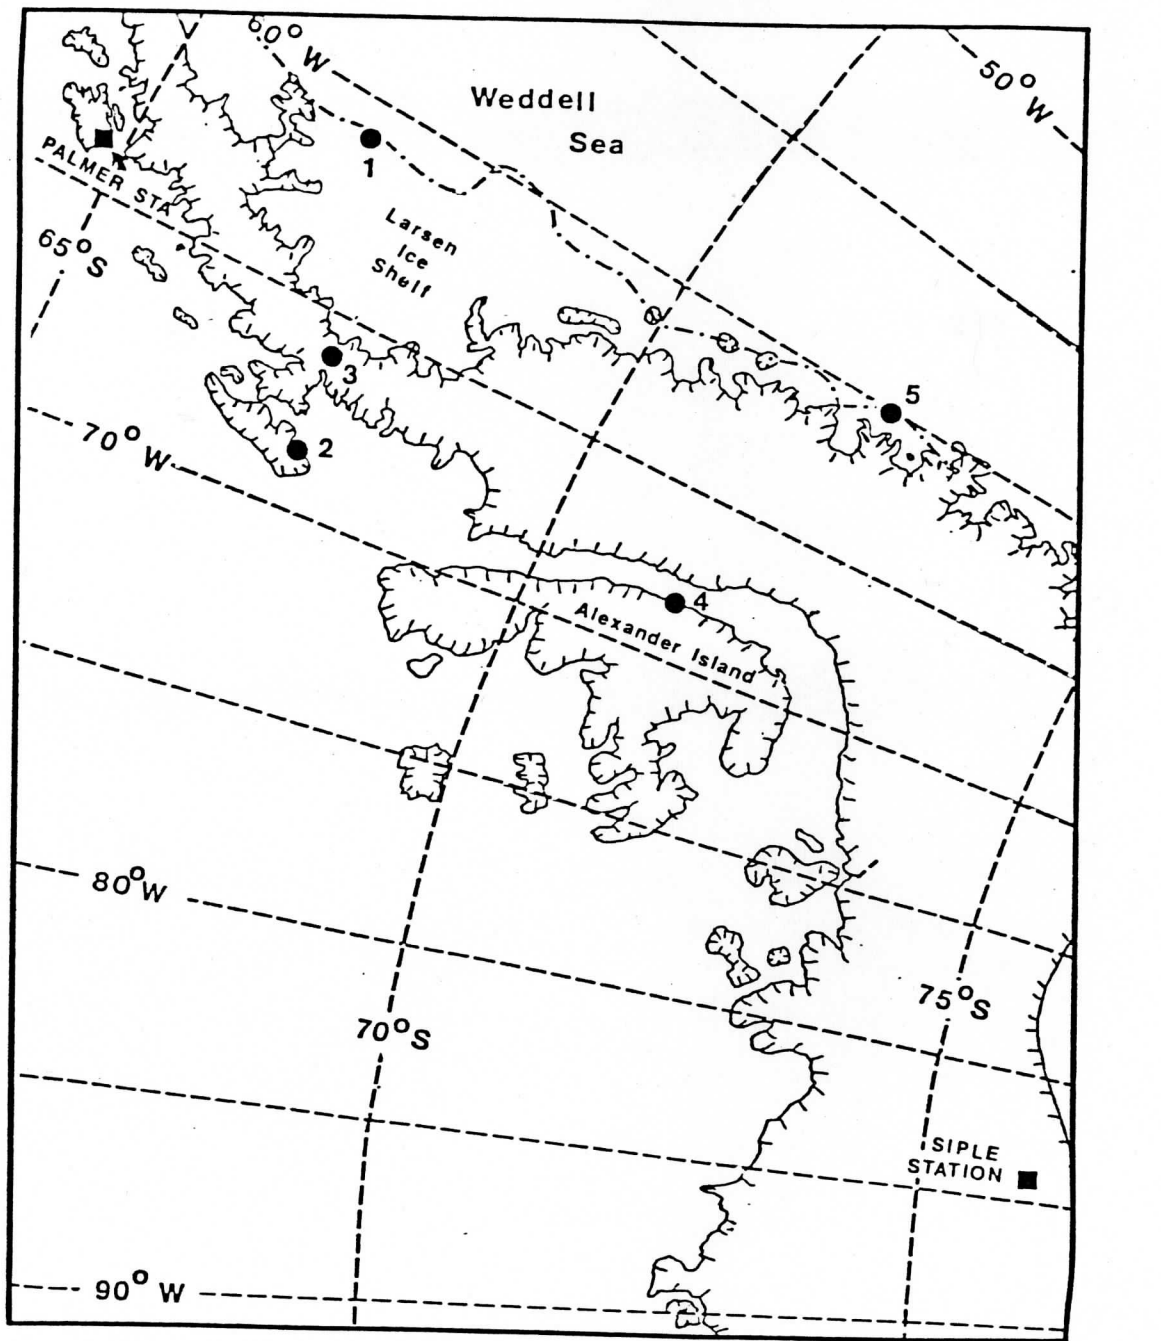 60° W
50° W
Weddell
Sea
1
PALMER STA
Larsen
Ice
Shelf
65°S
3
5
70° W
2
4
Alexander Island
80°W
75°S
70°S
SIPLE
STATION
90° W